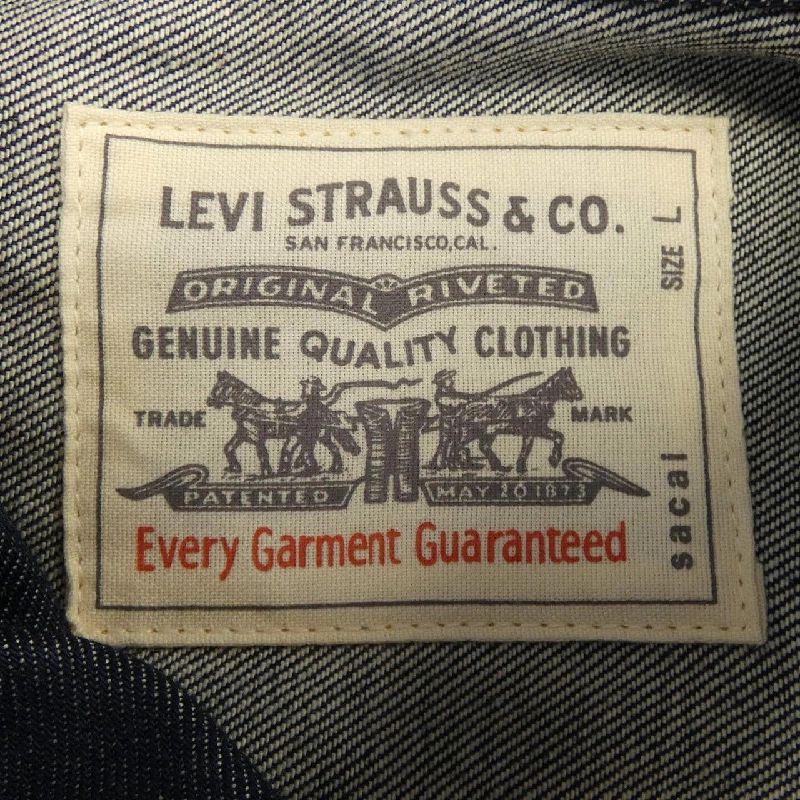 LEVI STRAUSS & CO.
SAN FRANCISCO, CAL.
ORIGINAL RIVETED
GENUINE QUALITY CLOTHING
TRADE MARK
PATENTED MAY 20 1873
Every Garment Guaranteed
SIZE L
sacai